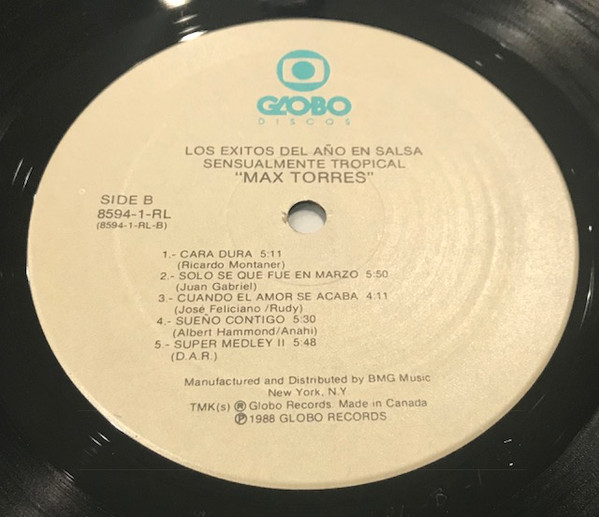 GLOBO
DISCOS
LOS EXITOS DEL AÑO EN SALSA
SENSUALMENTE TROPICAL
"MAX TORRES"
SIDE B
8594-1-RL
(8594-1-RL-B)
1.- CARA DURA 5:11
(Ricardo Montaner)
2.- SOLO SE QUE FUE EN MARZO 5:50
(Juan Gabriel)
3.- CUANDO EL AMOR SE ACABA 4:11
(José Feliciano /Rudy)
4.- SUEÑO CONTIGO 5:30
(Albert Hammond/Anahi)
5.- SUPER MEDLEY II 5:48
(D.A.R.)
Manufactured and Distributed by BMG Music
New York, N.Y
TMK(s) ® Globo Records. Made in Canada
℗ 1988 GLOBO RECORDS